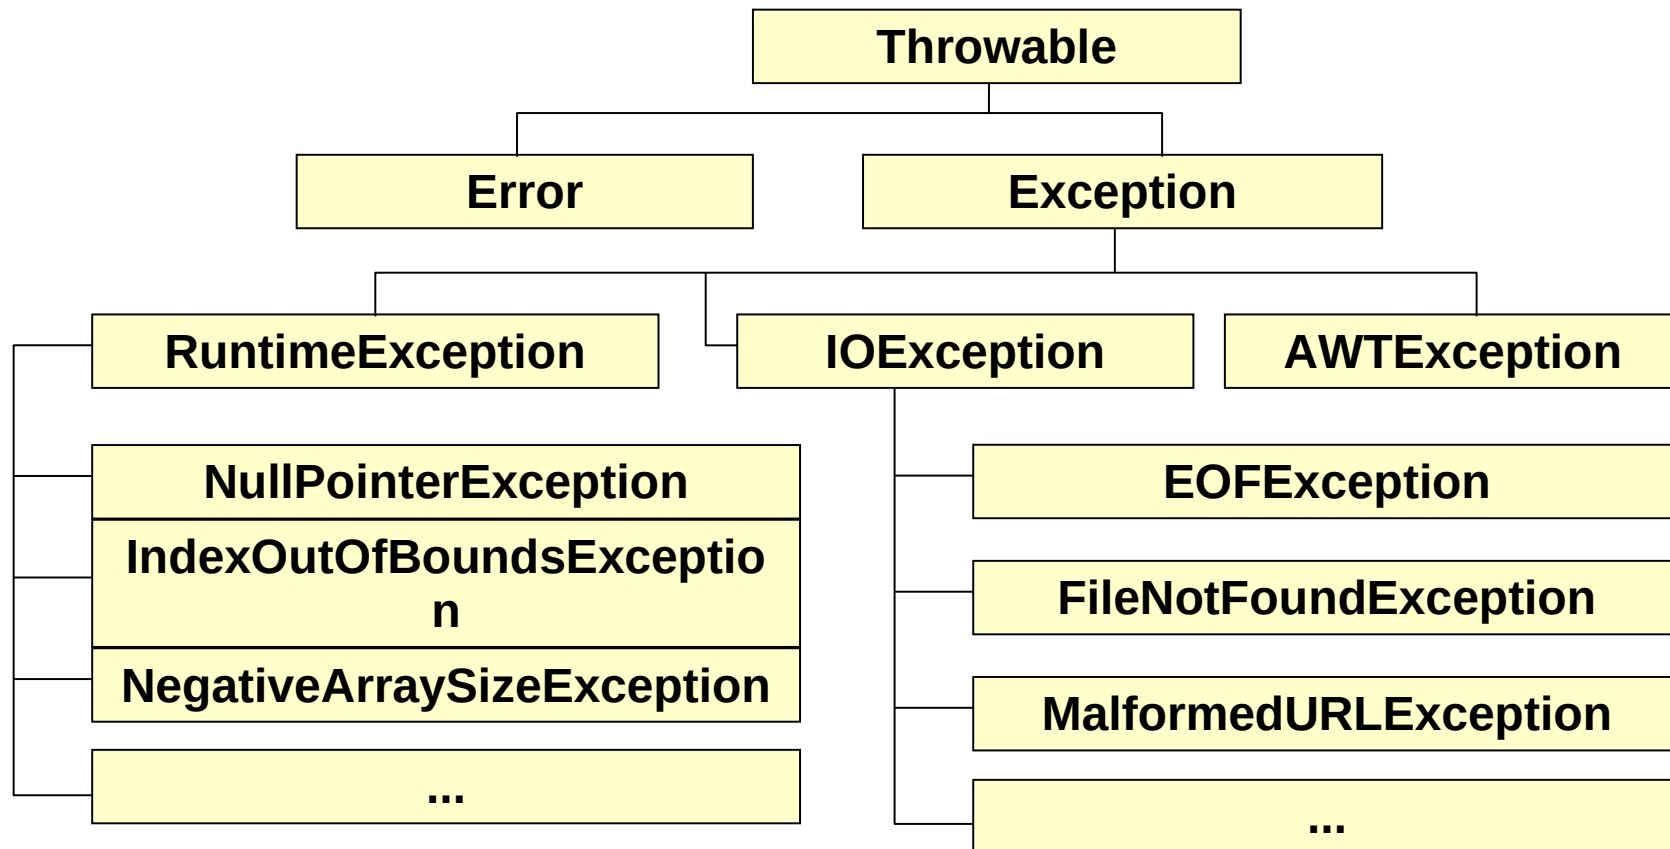 Throwable
Error
Exception
RuntimeException
IOException
AWTException
NullPointerException
IndexOutOfBoundsExceptio
n
NegativeArraySizeException
...
EOFException
FileNotFoundException
MalformedURLException
...